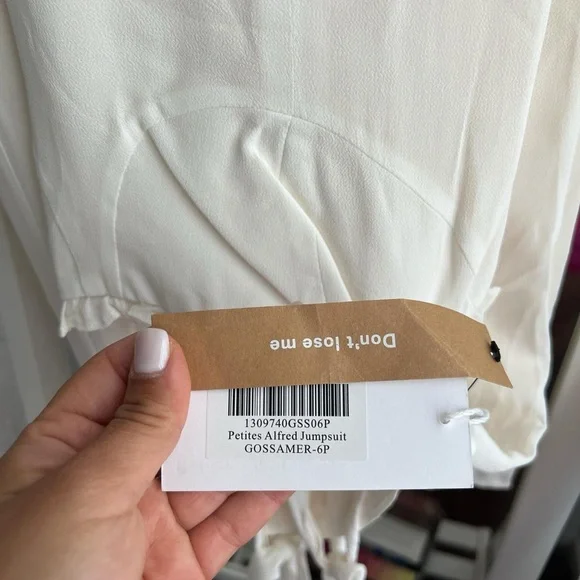 Don't lose me
1309740GSS06P
Petites Alfred Jumpsuit
GOSSAMER-6P